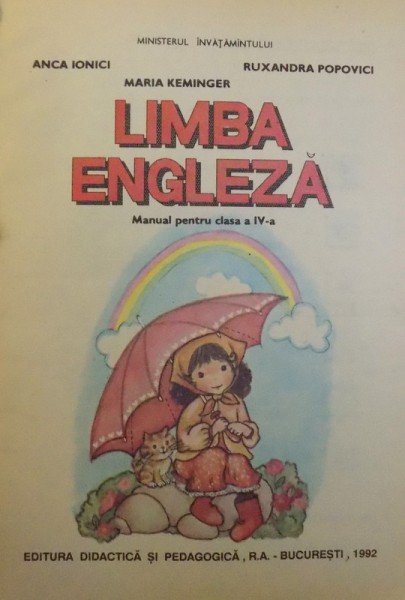 MINISTERUL ÎNVĂȚĂMÎNTULUI
ANCA IONICI RUXANDRA POPOVICI
MARIA KEMINGER
LIMBA
ENGLEZĂ
Manual pentru clasa a IV-a
EDITURA DIDACTICĂ ȘI PEDAGOGICĂ, R.A. - BUCUREȘTI, 1992